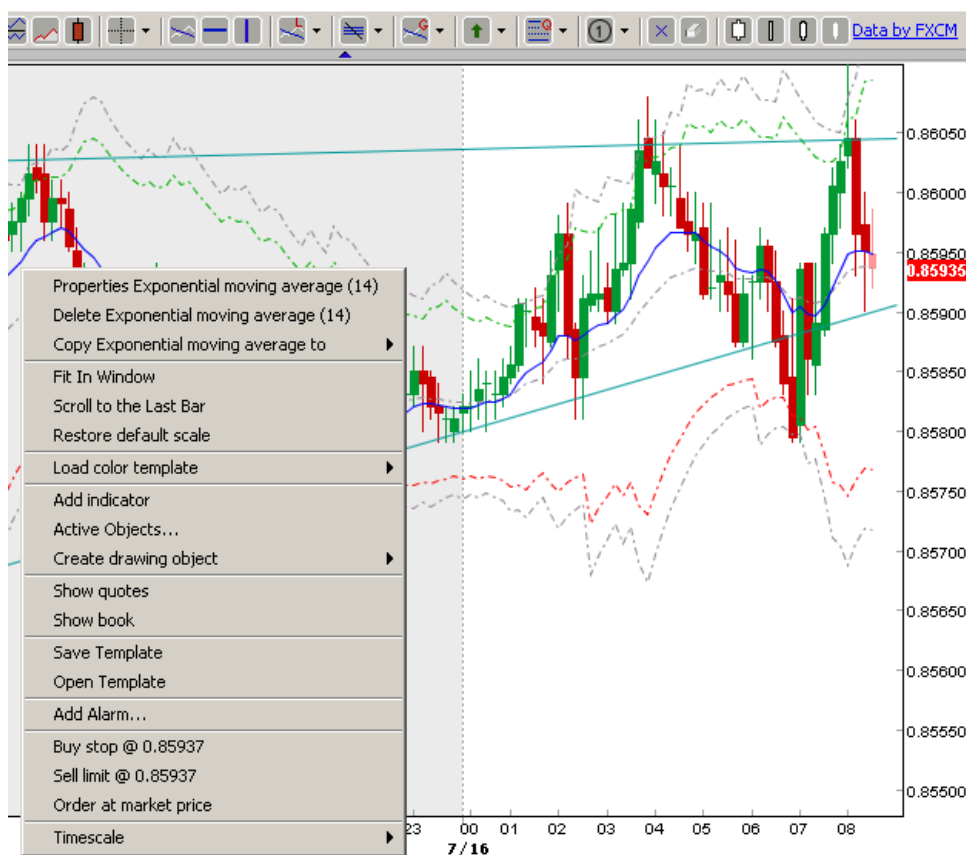 L
G
Q
1
Data by FXCM
0.86050
0.86000
0.85950
0.85935
0.85900
0.85850
0.85800
0.85750
0.85700
0.85650
0.85600
0.85550
0.85500
Properties Exponential moving average (14)
Delete Exponential moving average (14)
Copy Exponential moving average to
Fit In Window
Scroll to the Last Bar
Restore default scale
Load color template
Add indicator
Active Objects...
Create drawing object
Show quotes
Show book
Save Template
Open Template
Add Alarm...
Buy stop @ 0.85937
Sell limit @ 0.85937
Order at market price
Timescale
23 00 01 02 03 04 05 06 07 08
7/16